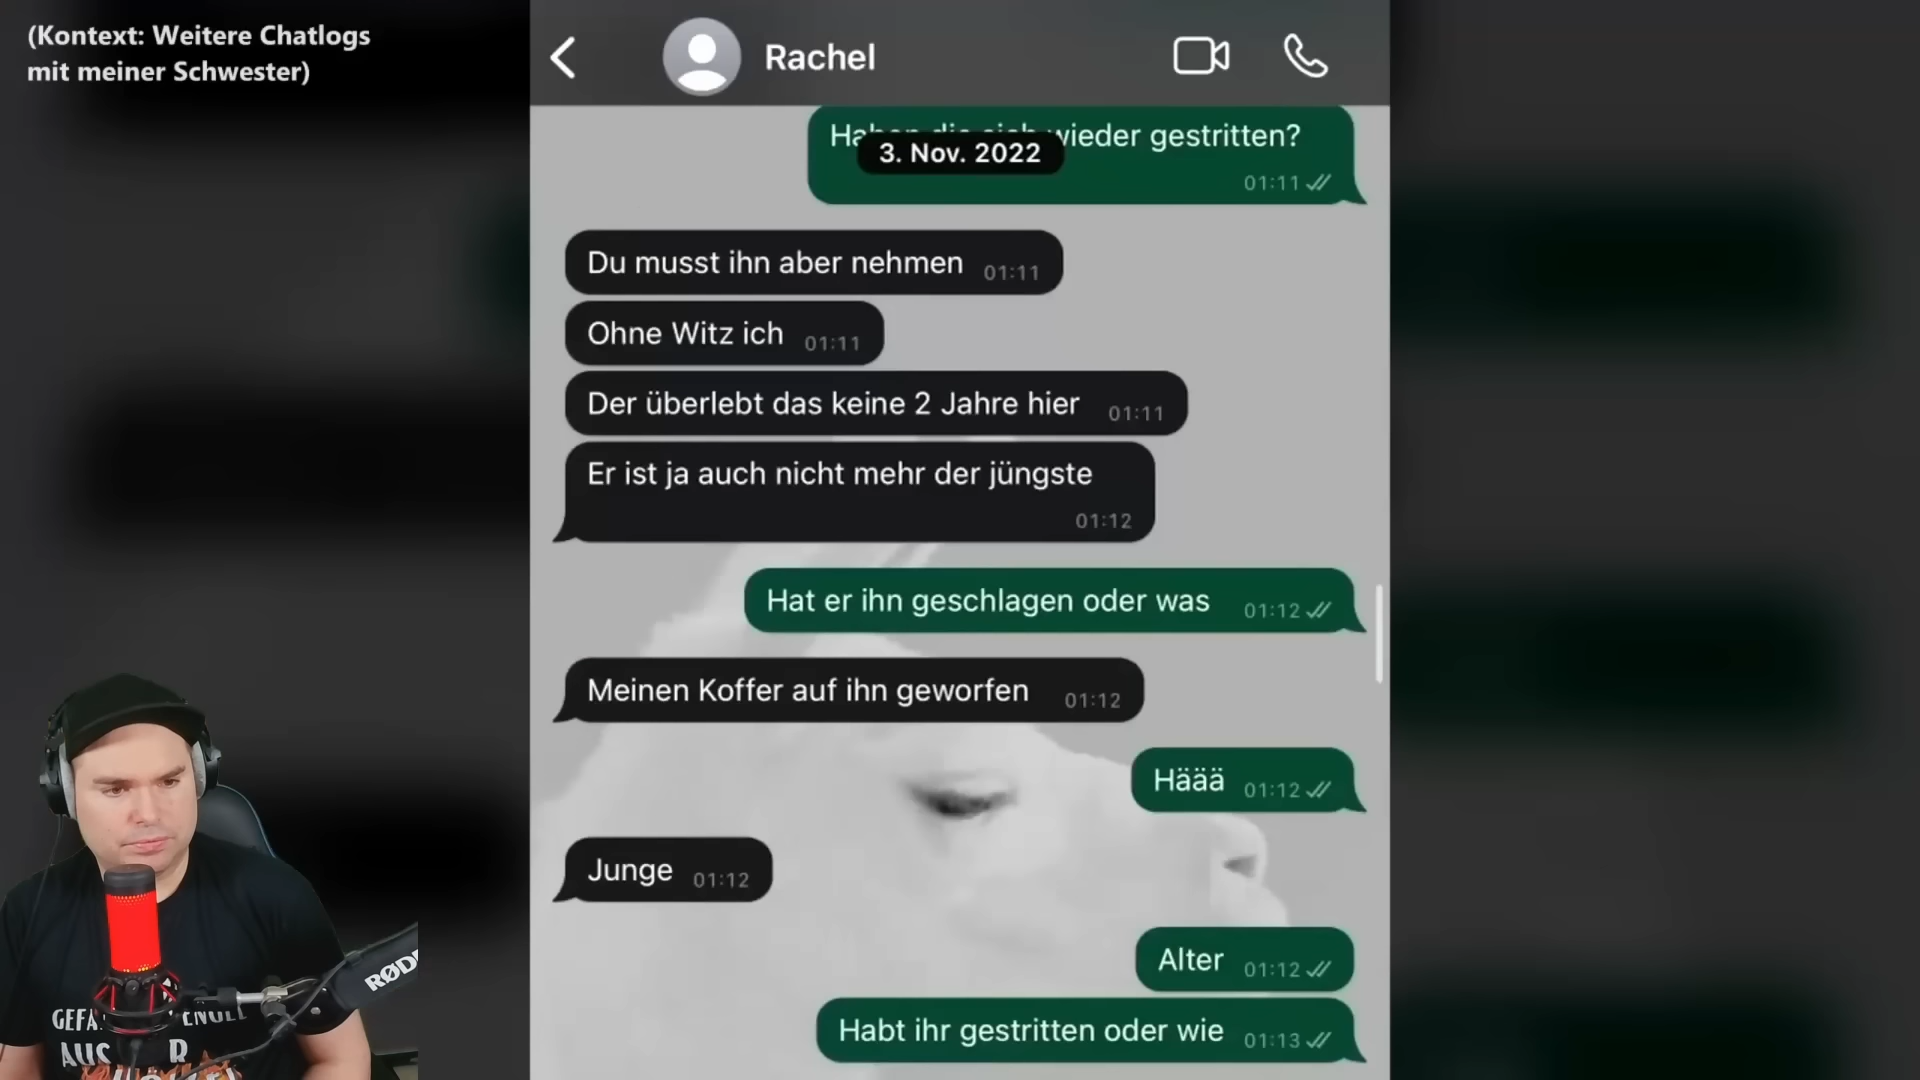 (Kontext: Weitere Chatlogs
mit meiner Schwester)
Rachel
wieder gestritten?
3. Nov. 2022
01:11
Du musst ihn aber nehmen 01:11
Ohne Witz ich 01:11
Der überlebt das keine 2 Jahre hier 01:11
Er ist ja auch nicht mehr der jüngste
01:12
Hat er ihn geschlagen oder was 01:12
Meinen Koffer auf ihn geworfen 01:12
Häää 01:12
Junge 01:12
Alter 01:12
Habt ihr gestritten oder wie 01:13
AUS